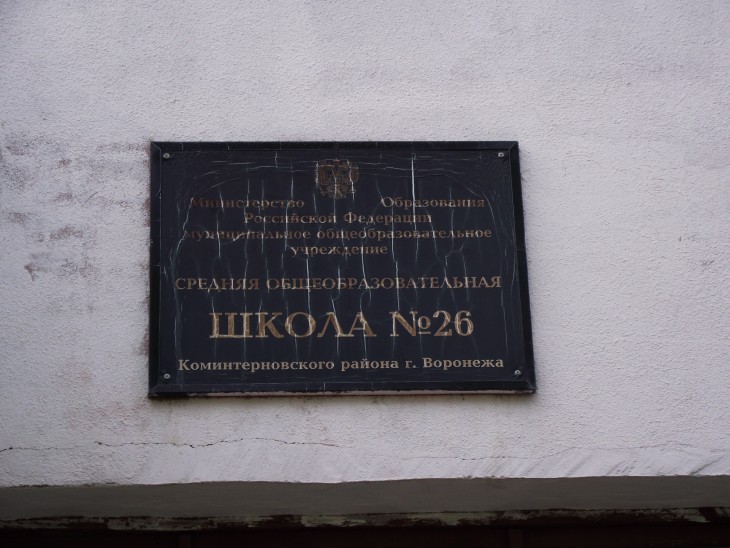 Министерство Образования
Российской Федерации
муниципальное общеобразовательное
учреждение
СРЕДНЯЯ ОБЩЕОБРАЗОВАТЕЛЬНАЯ
ШКОЛА №26
Коминтерновского района г. Воронежа